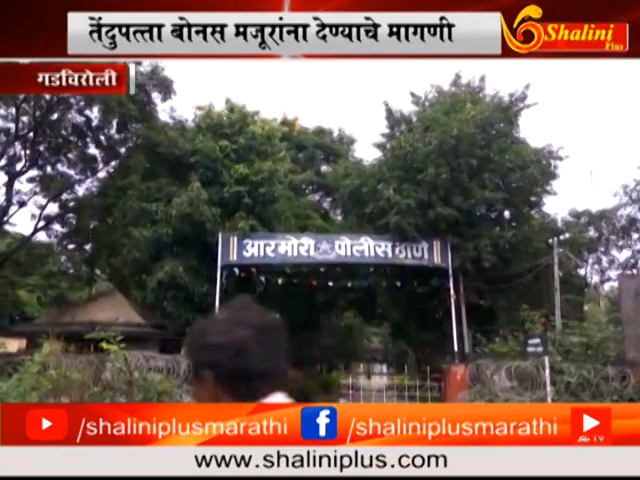 तेंदुपत्ता बोनस मजूरांना देण्याचे मागणी
Shalini
Plus
गडचिरोली
आरमोरी पोलीस ठाणे
/shaliniplusmarathi
/shaliniplusmarathi
www.shaliniplus.com